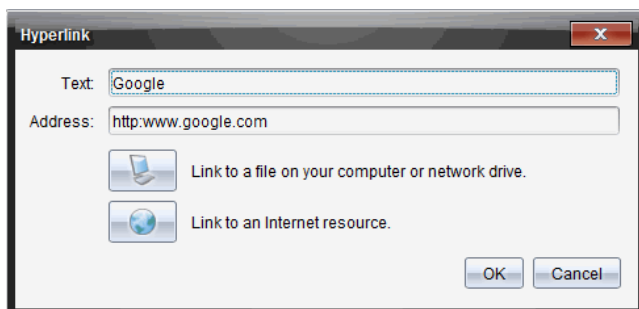 Hyperlink
Text: Google
Address: http:www.google.com
Link to a file on your computer or network drive.
Link to an Internet resource.
OK Cancel